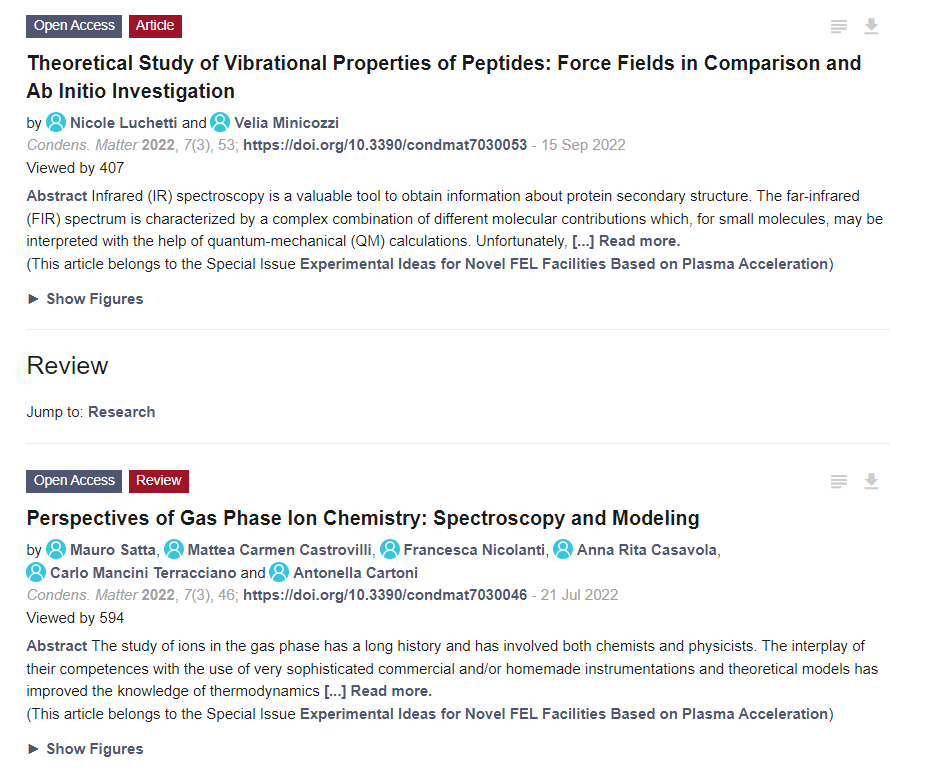 Open Access Article
Theoretical Study of Vibrational Properties of Peptides: Force Fields in Comparison and
Ab Initio Investigation
by Nicole Luchetti and Velia Minicozzi
Condens. Matter 2022, 7(3), 53; https://doi.org/10.3390/condmat7030053 - 15 Sep 2022
Viewed by 407
Abstract Infrared (IR) spectroscopy is a valuable tool to obtain information about protein secondary structure. The far-infrared
(FIR) spectrum is characterized by a complex combination of different molecular contributions which, for small molecules, may be
interpreted with the help of quantum-mechanical (QM) calculations. Unfortunately, [...] Read more.
(This article belongs to the Special Issue Experimental Ideas for Novel FEL Facilities Based on Plasma Acceleration)
► Show Figures
Review
Jump to: Research
Open Access Review
Perspectives of Gas Phase Ion Chemistry: Spectroscopy and Modeling
by Mauro Satta, Mattea Carmen Castrovilli, Francesca Nicolanti, Anna Rita Casavola,
Carlo Mancini Terracciano and Antonella Cartoni
Condens. Matter 2022, 7(3), 46; https://doi.org/10.3390/condmat7030046 - 21 Jul 2022
Viewed by 594
Abstract The study of ions in the gas phase has a long history and has involved both chemists and physicists. The interplay of
their competences with the use of very sophisticated commercial and/or homemade instrumentations and theoretical models has
improved the knowledge of thermodynamics [...] Read more.
(This article belongs to the Special Issue Experimental Ideas for Novel FEL Facilities Based on Plasma Acceleration)
► Show Figures